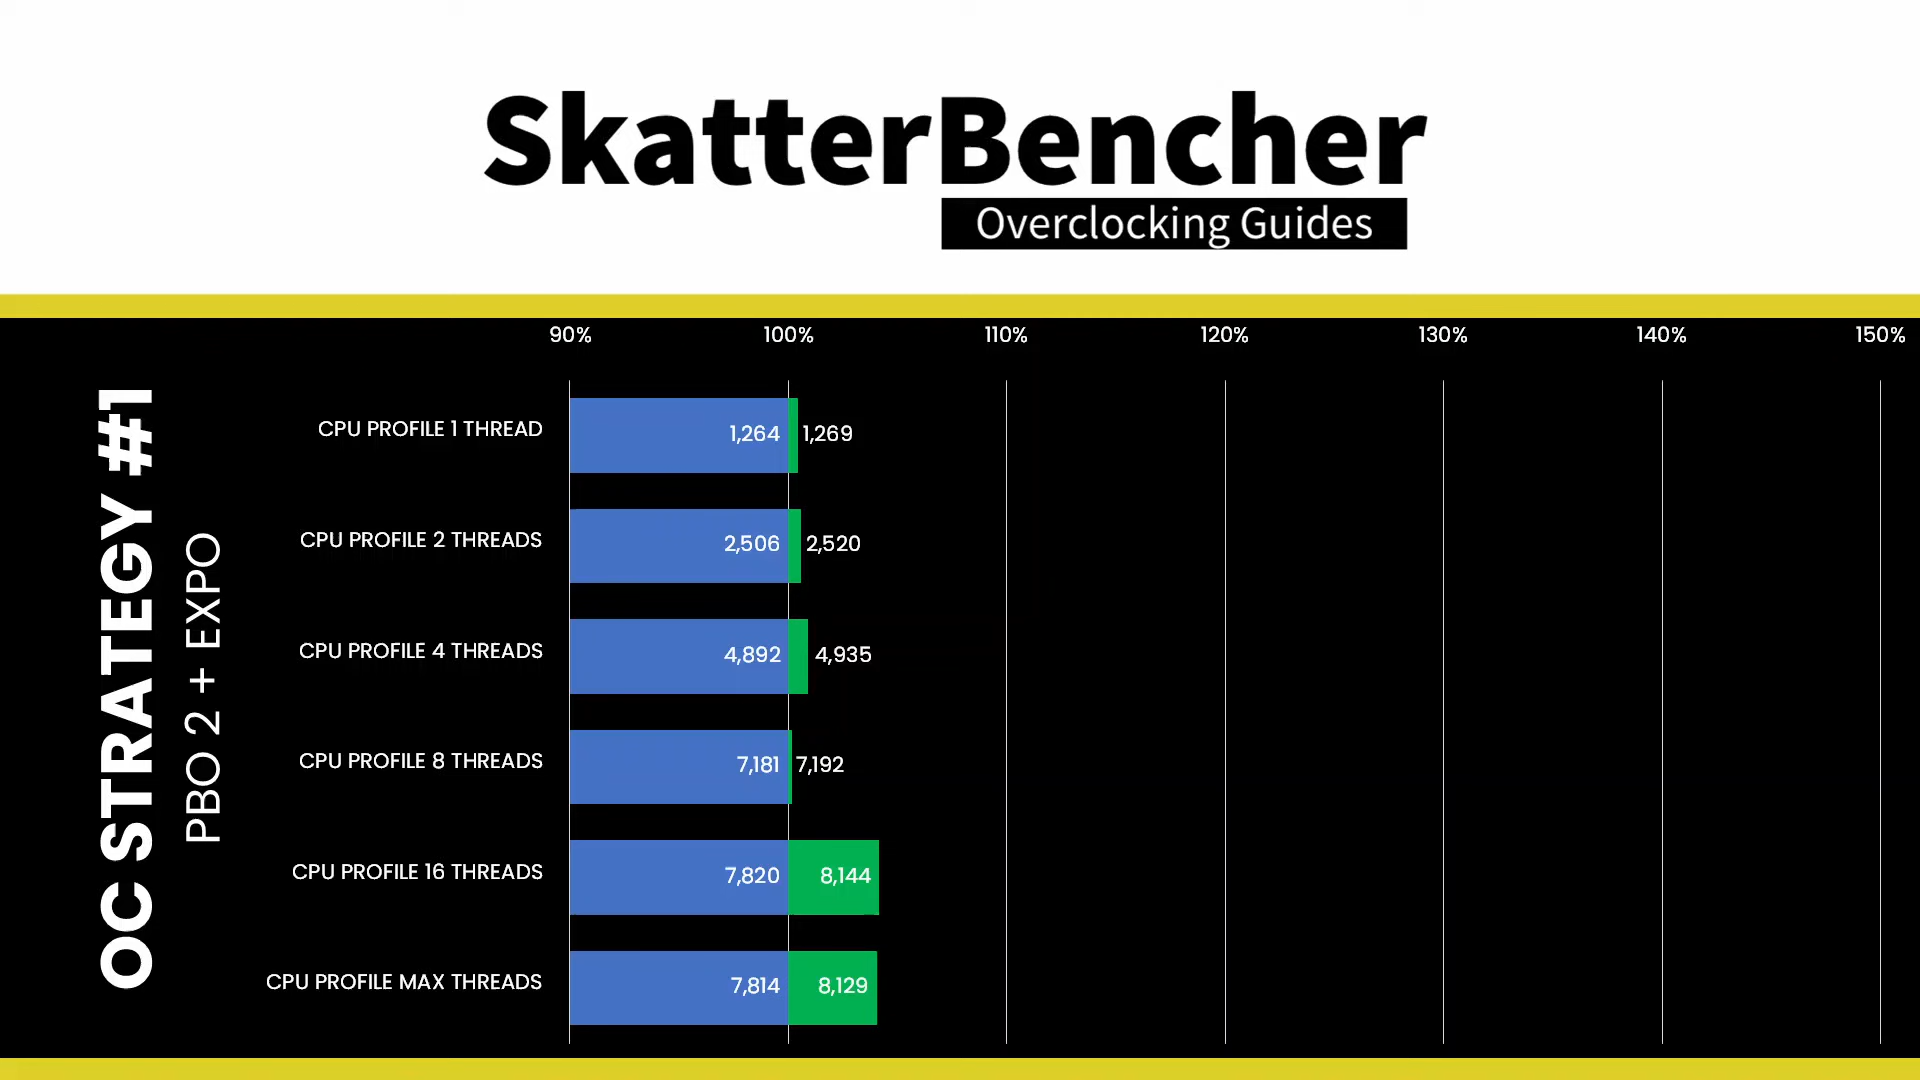 SkatterBencher
Overclocking Guides
90% 100% 110% 120% 130% 140% 150%
OC STRATEGY #1
PBO 2 + EXPO
CPU PROFILE 1 THREAD 1,264 1,269
CPU PROFILE 2 THREADS 2,506 2,520
CPU PROFILE 4 THREADS 4,892 4,935
CPU PROFILE 8 THREADS 7,181 7,192
CPU PROFILE 16 THREADS 7,820 8,144
CPU PROFILE MAX THREADS 7,814 8,129